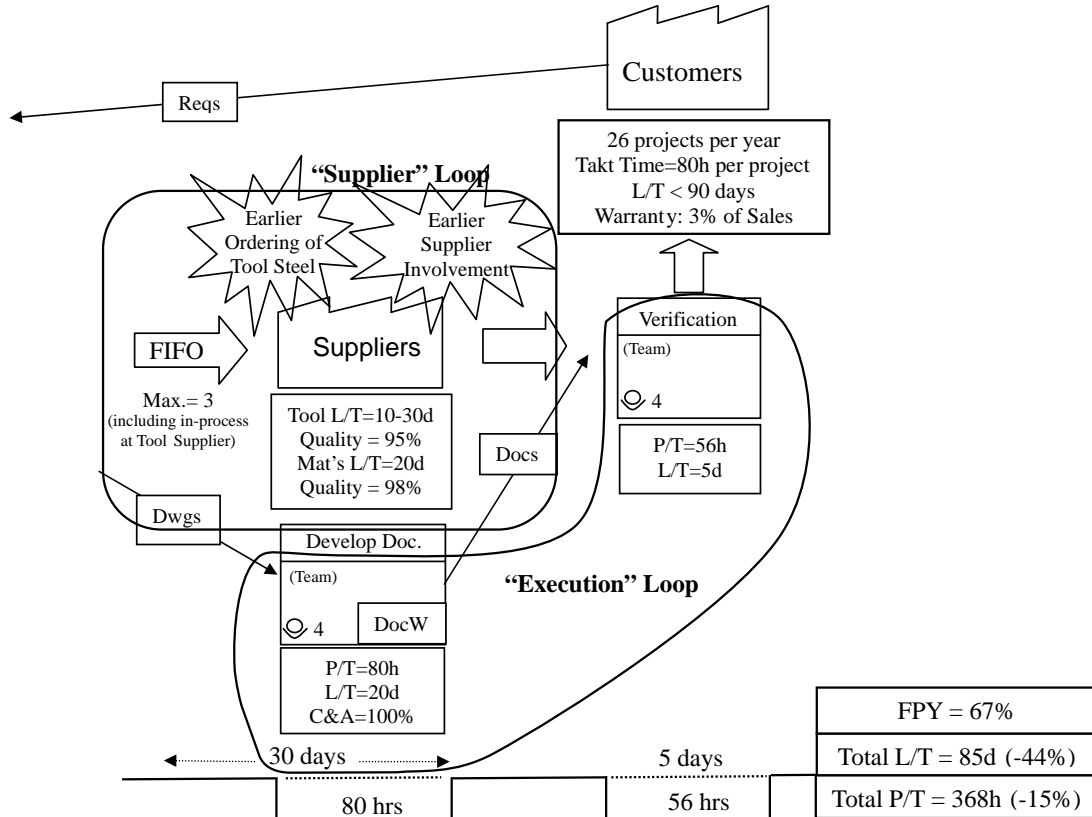 Customers
Reqs
26 projects per year
Takt Time=80h per project
L/T < 90 days
Warranty: 3% of Sales
“Supplier” Loop
Earlier
Ordering of
Tool Steel
Earlier
Supplier
Involvement
FIFO
Max.= 3
(including in-process
at Tool Supplier)
Suppliers
Tool L/T=10-30d
Quality = 95%
Mat’s L/T=20d
Quality = 98%
Verification
(Team)
4
P/T=56h
L/T=5d
Docs
Dwgs
Develop Doc.
(Team)
4
DocW
P/T=80h
L/T=20d
C&A=100%
“Execution” Loop
30 days
80 hrs
5 days
56 hrs
FPY = 67%
Total L/T = 85d (-44%)
Total P/T = 368h (-15%)